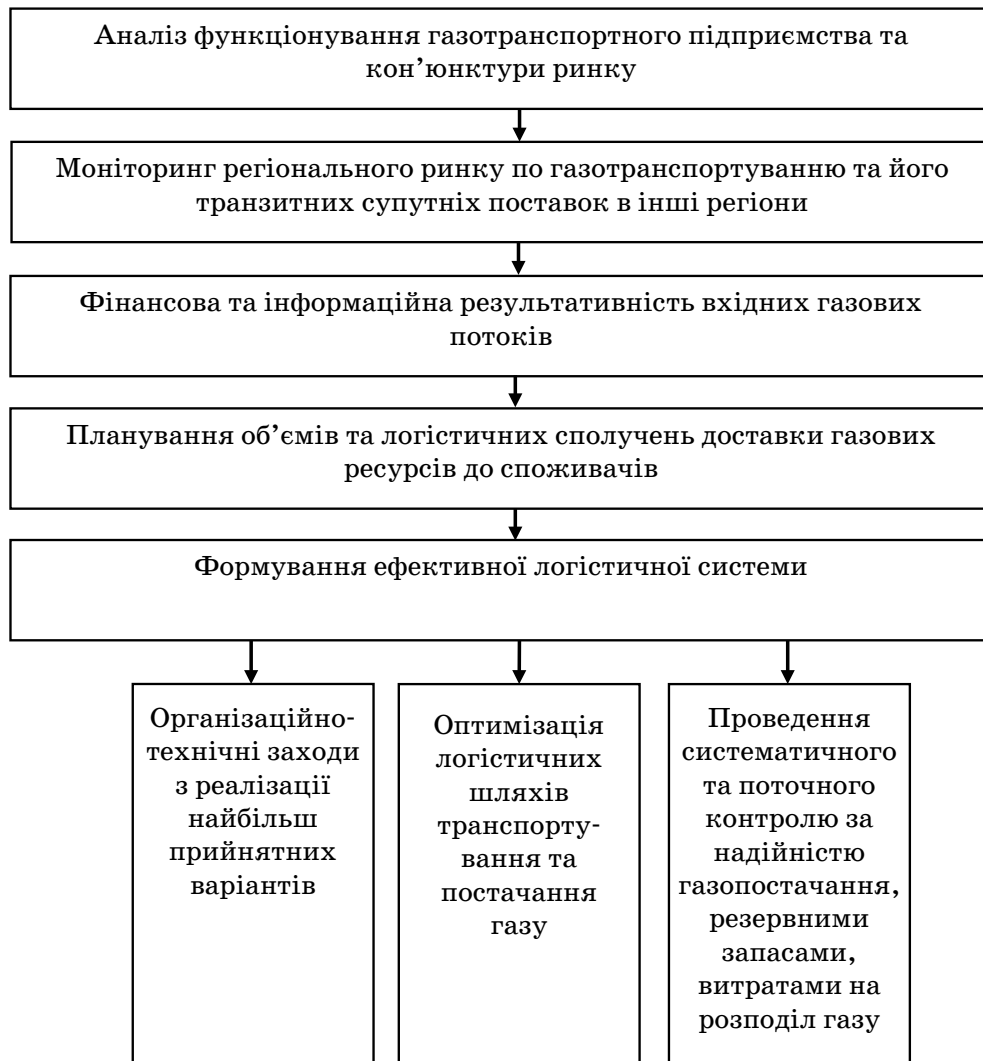 Аналіз функціонування газотранспортного підприємства та
кон’юнктури ринку
Моніторинг регіонального ринку по газотранспортуванню та його
транзитних супутніх поставок в інші регіони
Фінансова та інформаційна результативність вхідних газових
потоків
Планування об’ємів та логістичних сполучень доставки газових
ресурсів до споживачів
Формування ефективної логістичної системи
Організаційно-
технічні заходи
з реалізації
найбільш
прийнятних
варіантів
Оптимізація
логістичних
шляхів
транспорту-
вання та
постачання
газу
Проведення
систематичного
та поточного
контролю за
надійністю
газопостачання,
резервними
запасами,
витратами на
розподіл газу